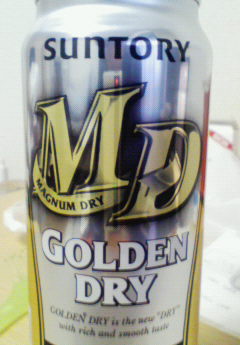 SUNTORY
MD
MAGNUM DRY
GOLDEN
DRY
GOLDEN DRY is the new "DRY"
with rich and smooth taste